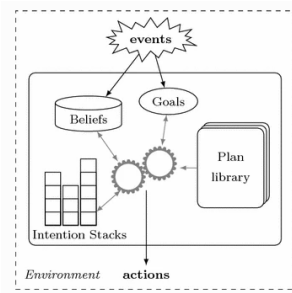 events
Goals
Beliefs
Plan
library
Intention Stacks
Environment
actions